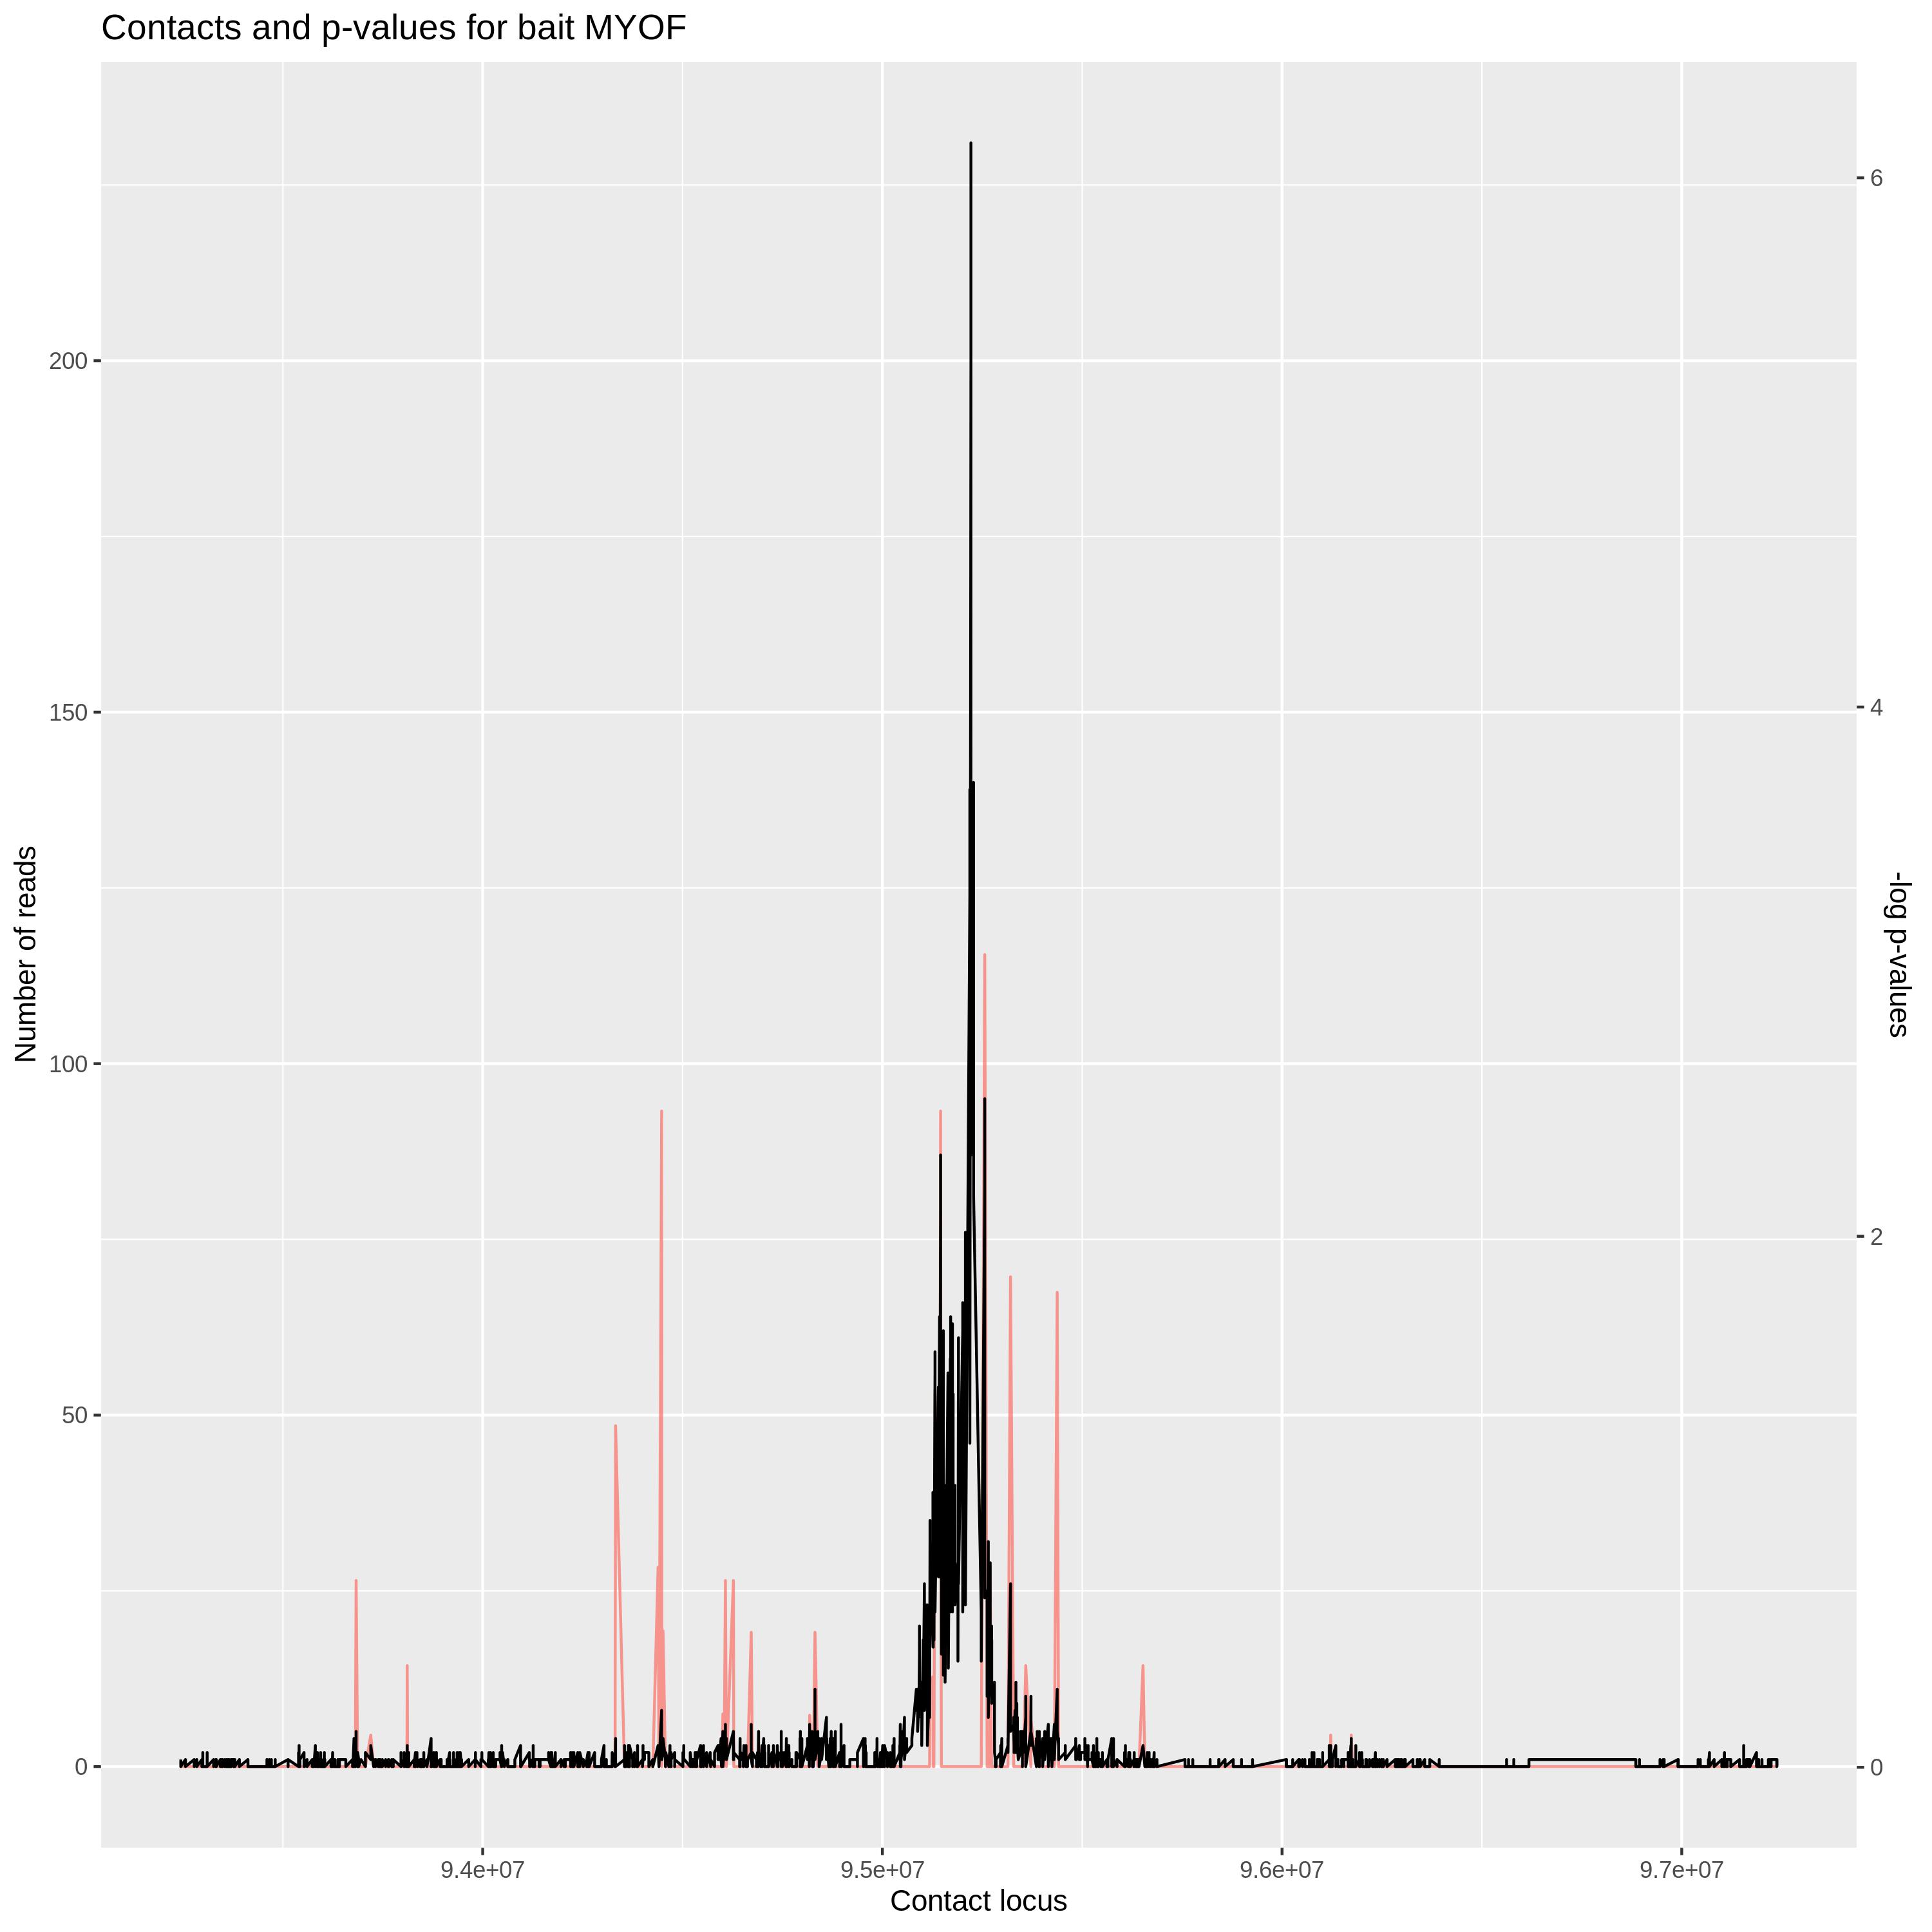 Contacts and p-values for bait MYOF
Number of reads
200
150
100
50
0
6
4
2
0
-log p-values
9.4e+07
9.5e+07
9.6e+07
9.7e+07
Contact locus